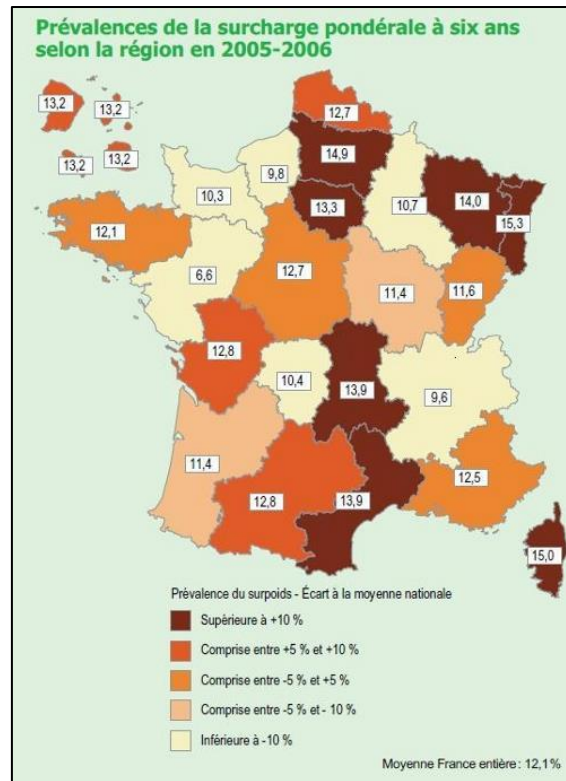 Prévalences de la surcharge pondérale à six ans
selon la région en 2005-2006
13,2
13,2
13,2
13,2
12,7
14,9
9,8
10,3
13,3
10,7
14,0
15,3
12,1
6,6
12,7
11,4
11,6
12,8
10,4
13,9
9,6
11,4
12,8
13,9
12,5
15,0
Prévalence du surpoids - Écart à la moyenne nationale
Supérieure à +10 %
Comprise entre +5 % et +10 %
Comprise entre -5 % et +5 %
Comprise entre -5 % et - 10 %
Inférieure à -10 %
Moyenne France entière : 12,1%